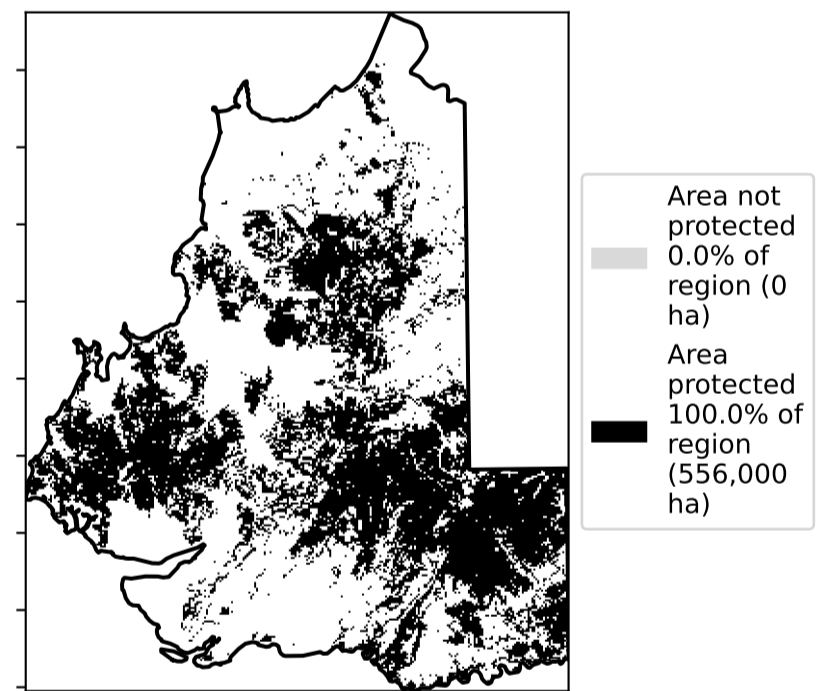 Area not
protected
0.0% of
region (0
ha)
Area
protected
100.0% of
region
(556,000
ha)